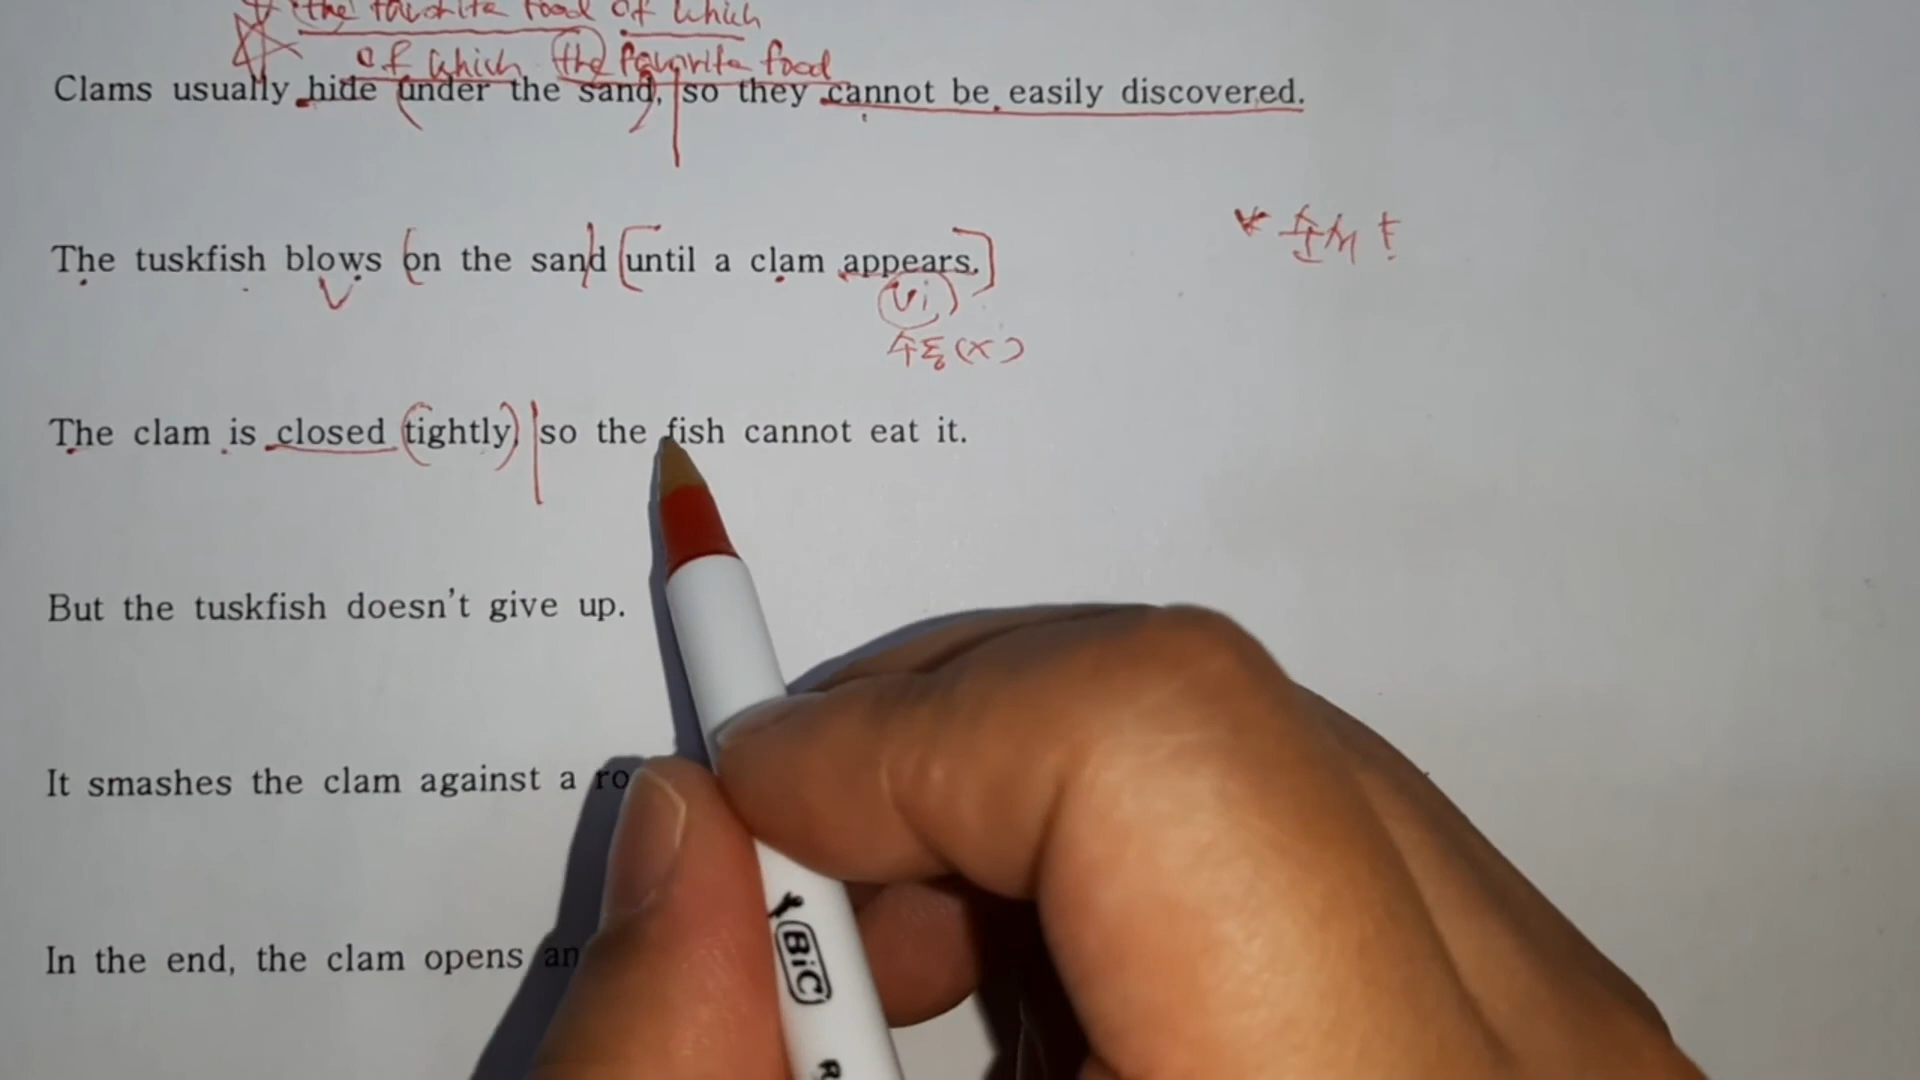 the favorite food of which
of which the favorite food
Clams usually hide under the sand, so they cannot be easily discovered.
* 순서!
The tuskfish blows on the sand until a clam appears.
vi
수동(x)
The clam is closed tightly, so the fish cannot eat it.
But the tuskfish doesn't give up.
It smashes the clam against a ro
In the end, the clam opens an
BiC